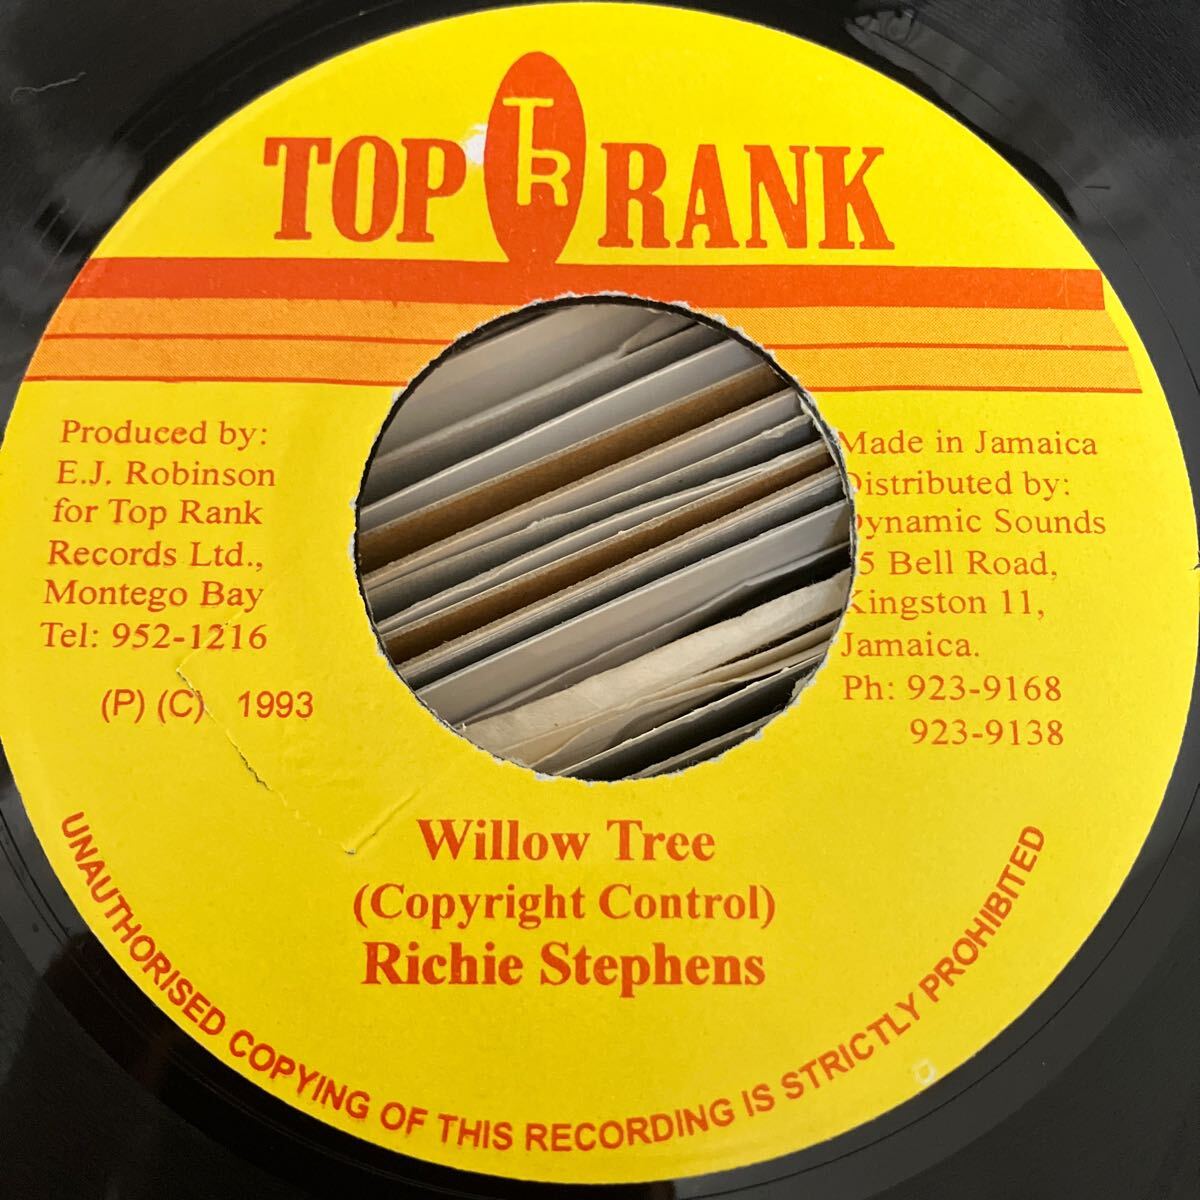 TOP TR RANK
Produced by:
E.J. Robinson
for Top Rank
Records Ltd.,
Montego Bay
Tel: 952-1216
(P) (C) 1993
Made in Jamaica
Distributed by:
Dynamic Sounds
5 Bell Road,
Kingston 11,
Jamaica.
Ph: 923-9168
923-9138
Willow Tree
(Copyright Control)
Richie Stephens
UNAUTHORISED COPYING OF THIS RECORDING IS STRICTLY PROHIBITED